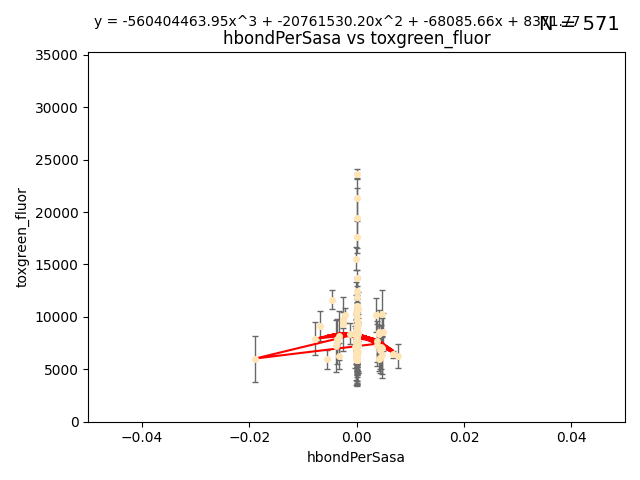 y = -560404463.95x^3 + -20761530.20x^2 + -68085.66x + 8371.77
N = 571
hbondPerSasa vs toxgreen_fluor
35000
30000
25000
20000
15000
10000
5000
0
toxgreen_fluor
−0.04
−0.02
0.00
0.02
0.04
hbondPerSasa